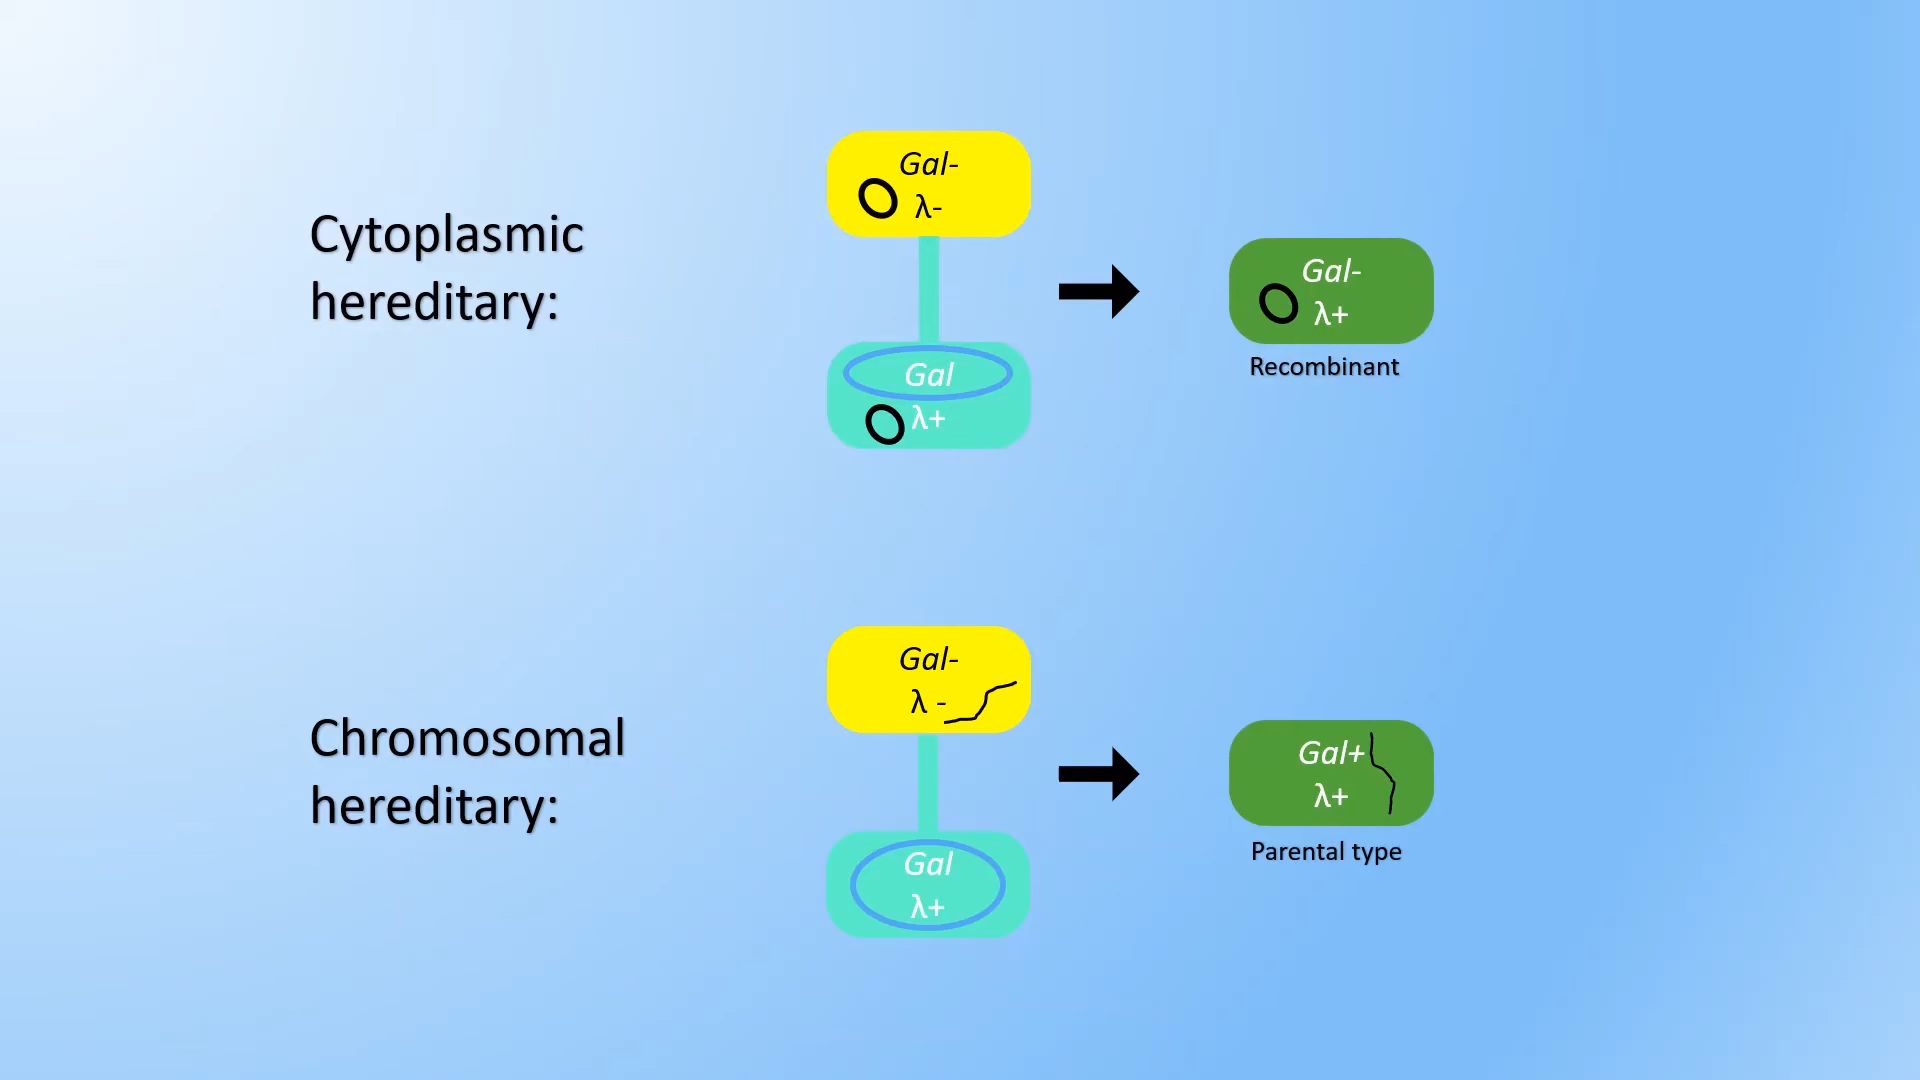 Cytoplasmic
hereditary:
Gal-
λ-
Gal
λ+
Gal-
λ+
Recombinant
Chromosomal
hereditary:
Gal-
λ -
Gal
λ+
Gal+
λ+
Parental type